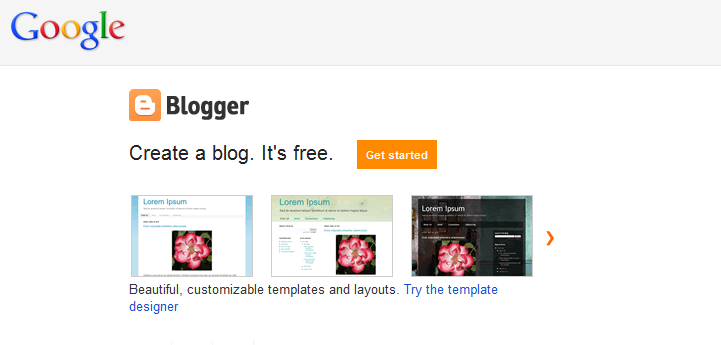 Google
Blogger
Create a blog. It's free. Get started
Lorem Ipsum Lorem Ipsum Lorem Ipsum
Beautiful, customizable templates and layouts. Try the template
designer